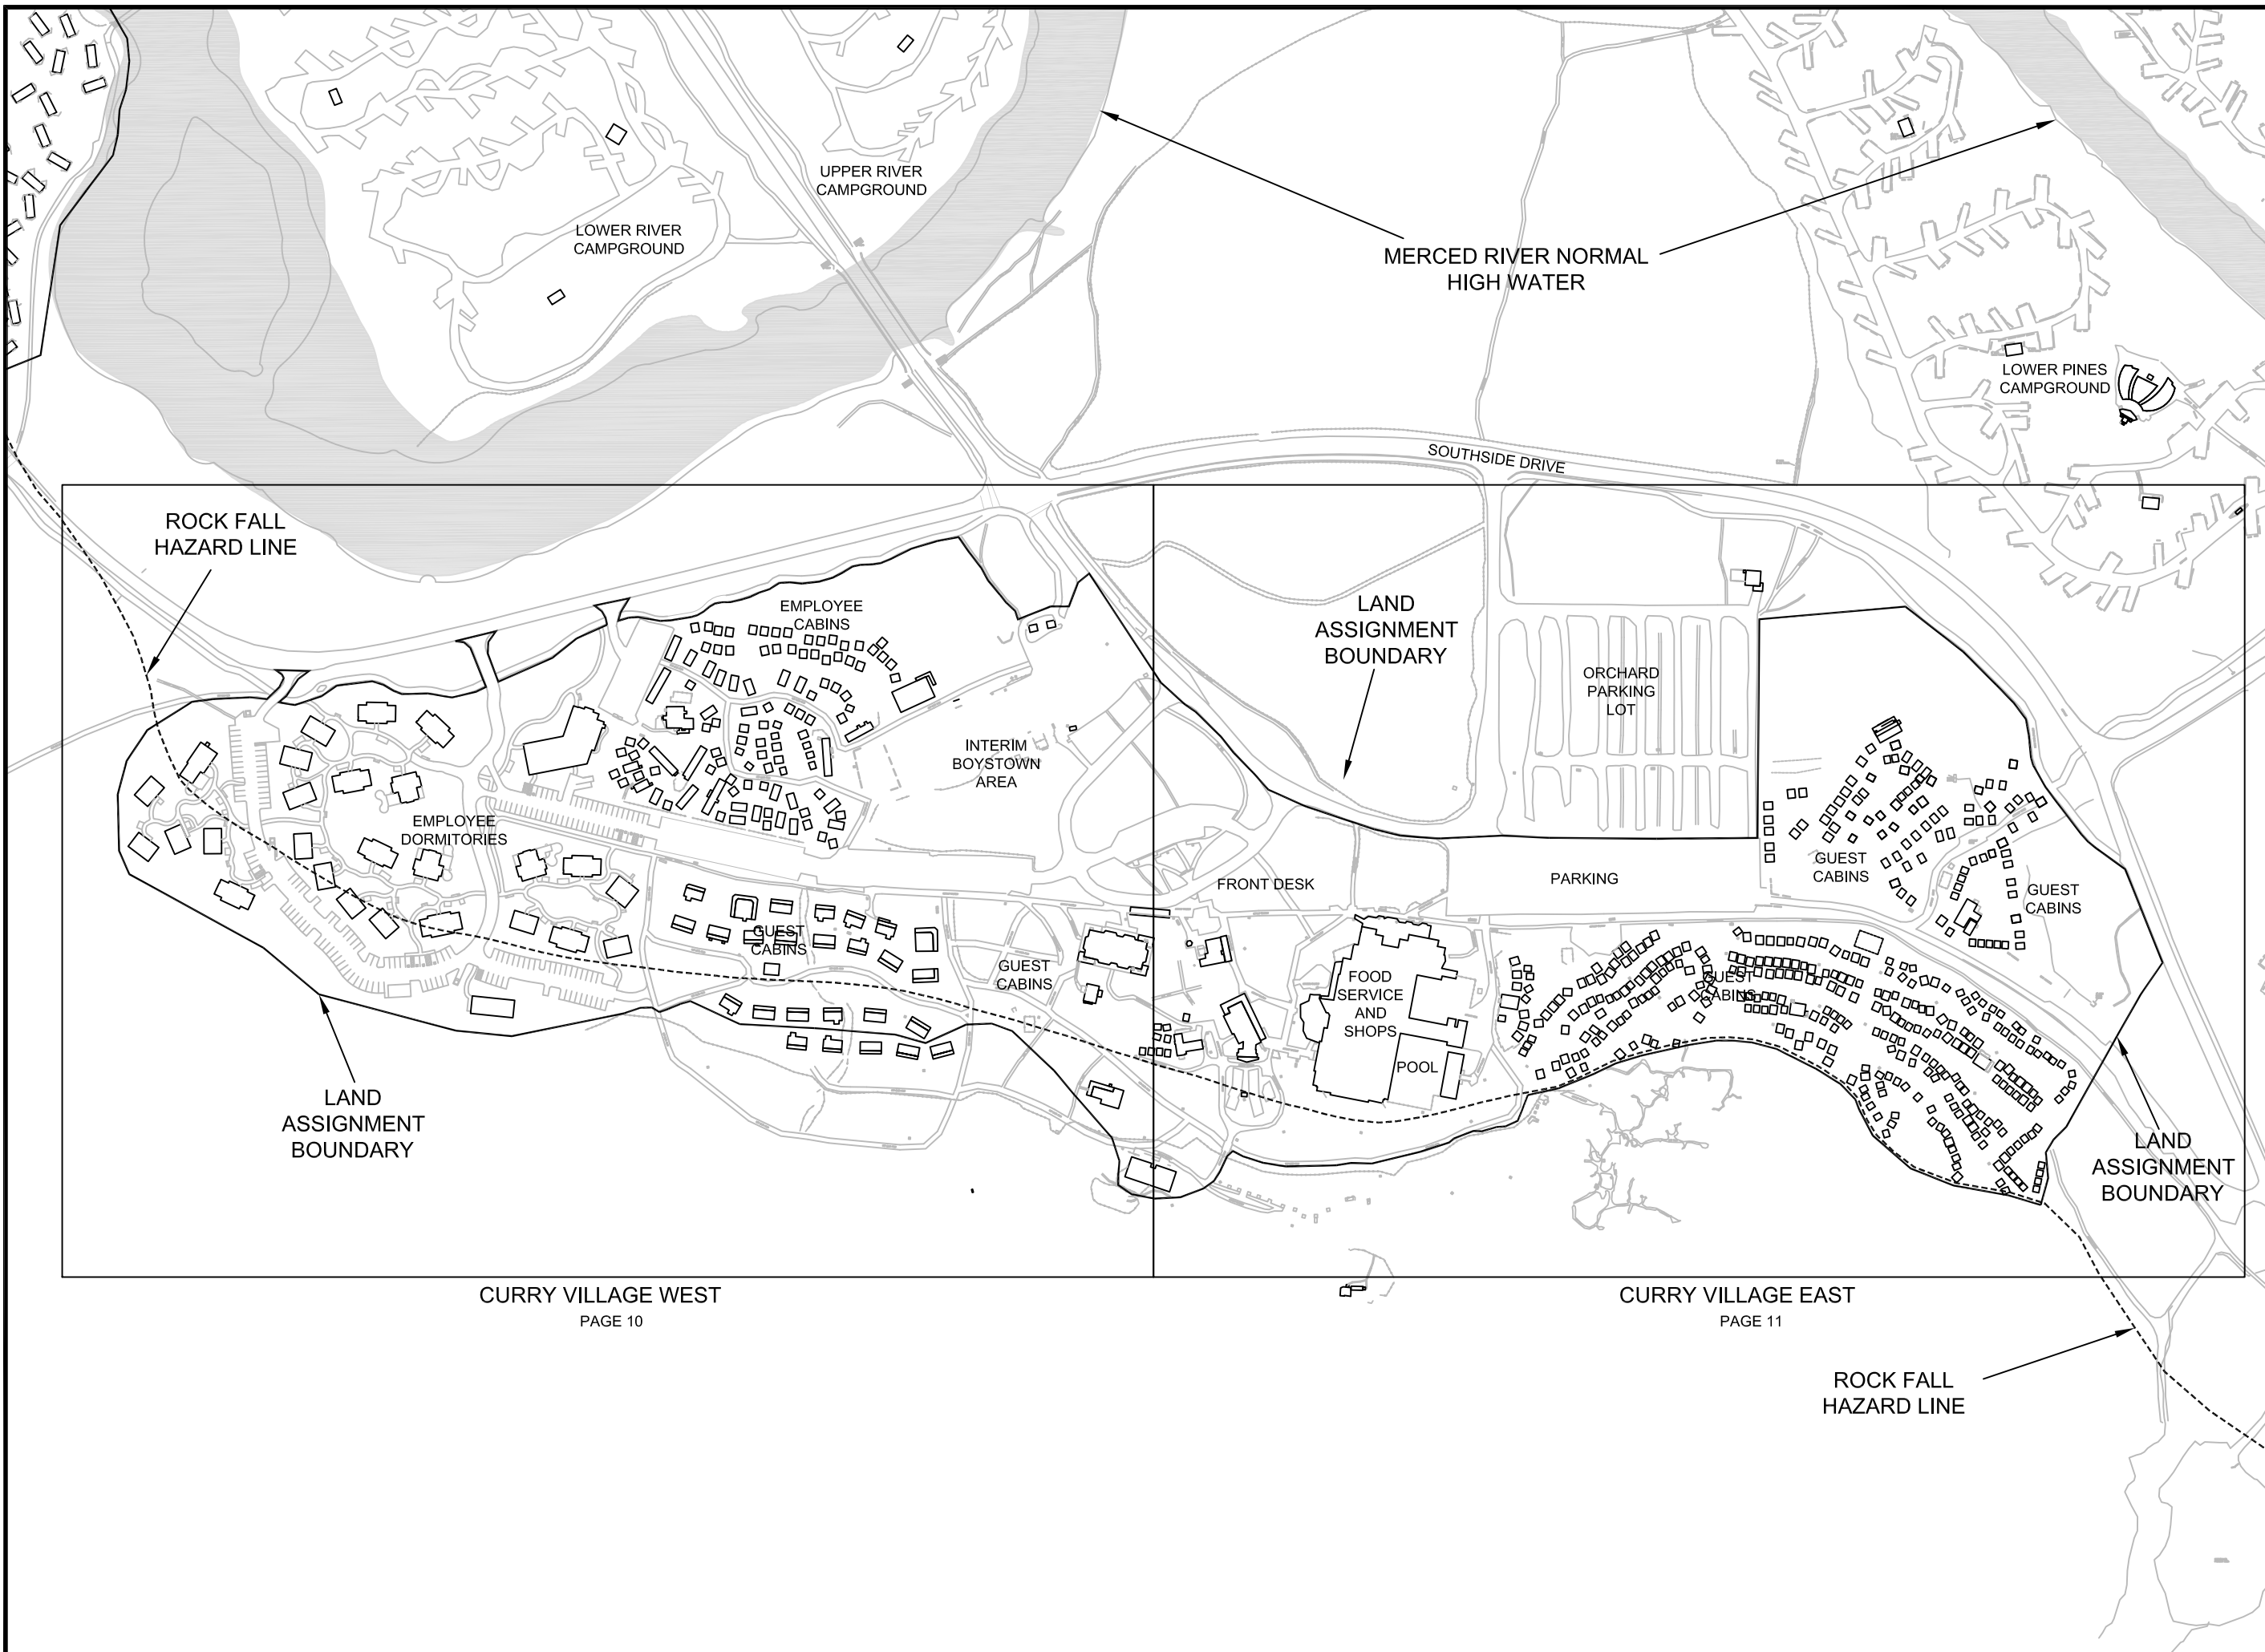 UPPER RIVER
CAMPGROUND
LOWER RIVER
CAMPGROUND
MERCED RIVER NORMAL
HIGH WATER
LOWER PINES
CAMPGROUND
SOUTHSIDE DRIVE
ROCK FALL
HAZARD LINE
EMPLOYEE
CABINS
LAND
ASSIGNMENT
BOUNDARY
ORCHARD
PARKING
LOT
INTERIM
BOYSTOWN
AREA
EMPLOYEE
DORMITORIES
FRONT DESK
PARKING
GUEST
CABINS
GUEST
CABINS
GUEST
CABINS
GUEST
CABINS
FOOD
SERVICE
AND
SHOPS
GUEST
CABINS
POOL
LAND
ASSIGNMENT
BOUNDARY
LAND
ASSIGNMENT
BOUNDARY
CURRY VILLAGE WEST
PAGE 10
CURRY VILLAGE EAST
PAGE 11
ROCK FALL
HAZARD LINE